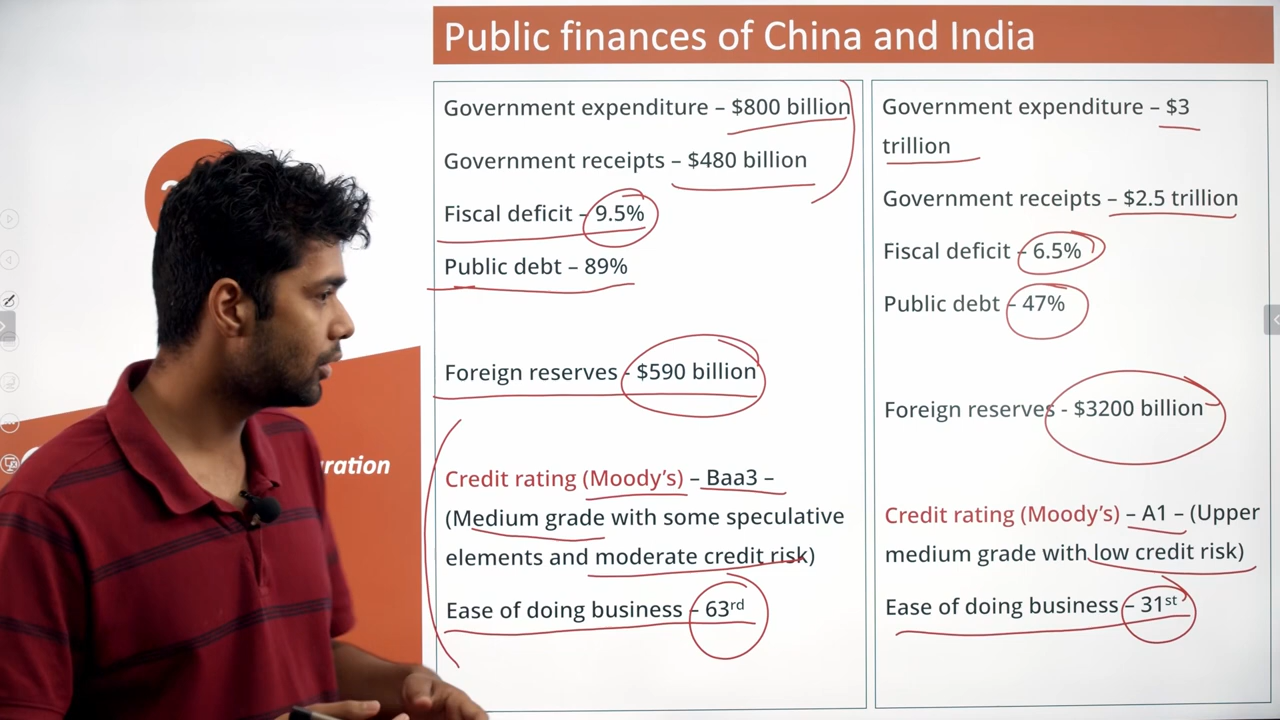 Public finances of China and India
Government expenditure – $800 billion
Government receipts – $480 billion
Fiscal deficit – 9.5%
Public debt – 89%
Foreign reserves - $590 billion
Credit rating (Moody’s) – Baa3 –
(Medium grade with some speculative
elements and moderate credit risk)
Ease of doing business – 63rd
Government expenditure – $3
trillion
Government receipts – $2.5 trillion
Fiscal deficit – 6.5%
Public debt – 47%
Foreign reserves - $3200 billion
Credit rating (Moody’s) – A1 – (Upper
medium grade with low credit risk)
Ease of doing business – 31st